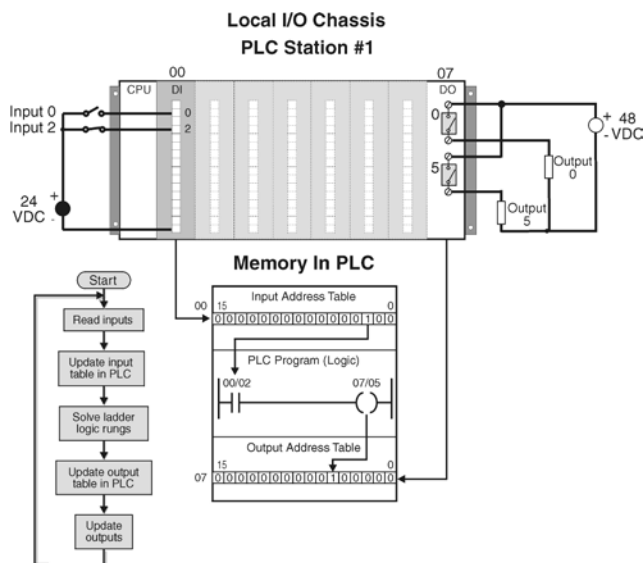 Local I/O Chassis
PLC Station #1
00
07
CPU
DI
DO
Input 0
0
Input 2
2
0
5
+ 48
- VDC
Output
0
Output
5
24
VDC
+
-
Memory In PLC
Start
Read inputs
Update input
table in PLC
Solve ladder
logic rungs
Update output
table in PLC
Update
outputs
Input Address Table
00
15
0
0 0 0 0 0 0 0 0 0 0 0 0 0 1 0 0
PLC Program (Logic)
00/02
07/05
Output Address Table
15
0
07
0 0 0 0 0 0 0 0 0 0 1 0 0 0 0 0